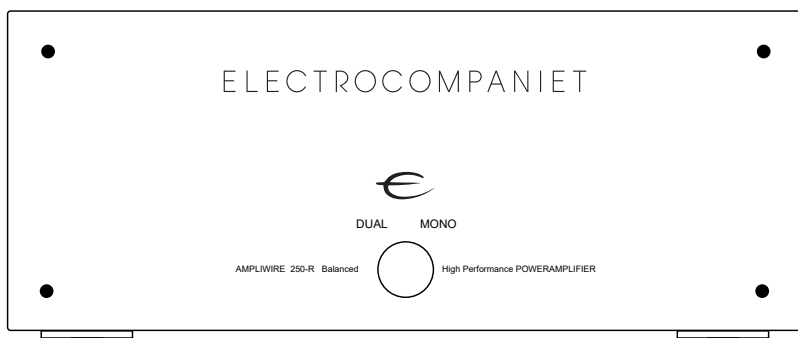 ELECTROCOMPANIET
DUAL MONO
AMPLIWIRE 250-R Balanced High Performance POWERAMPLIFIER